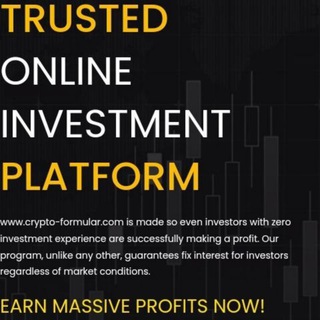 TRUSTED
ONLINE
INVESTMENT
PLATFORM
www.crypto-formular.com is made so even investors with zero
investment experience are successfully making a profit. Our
program, unlike any other, guarantees fix interest for investors
regardless of market conditions.
EARN MASSIVE PROFITS NOW!